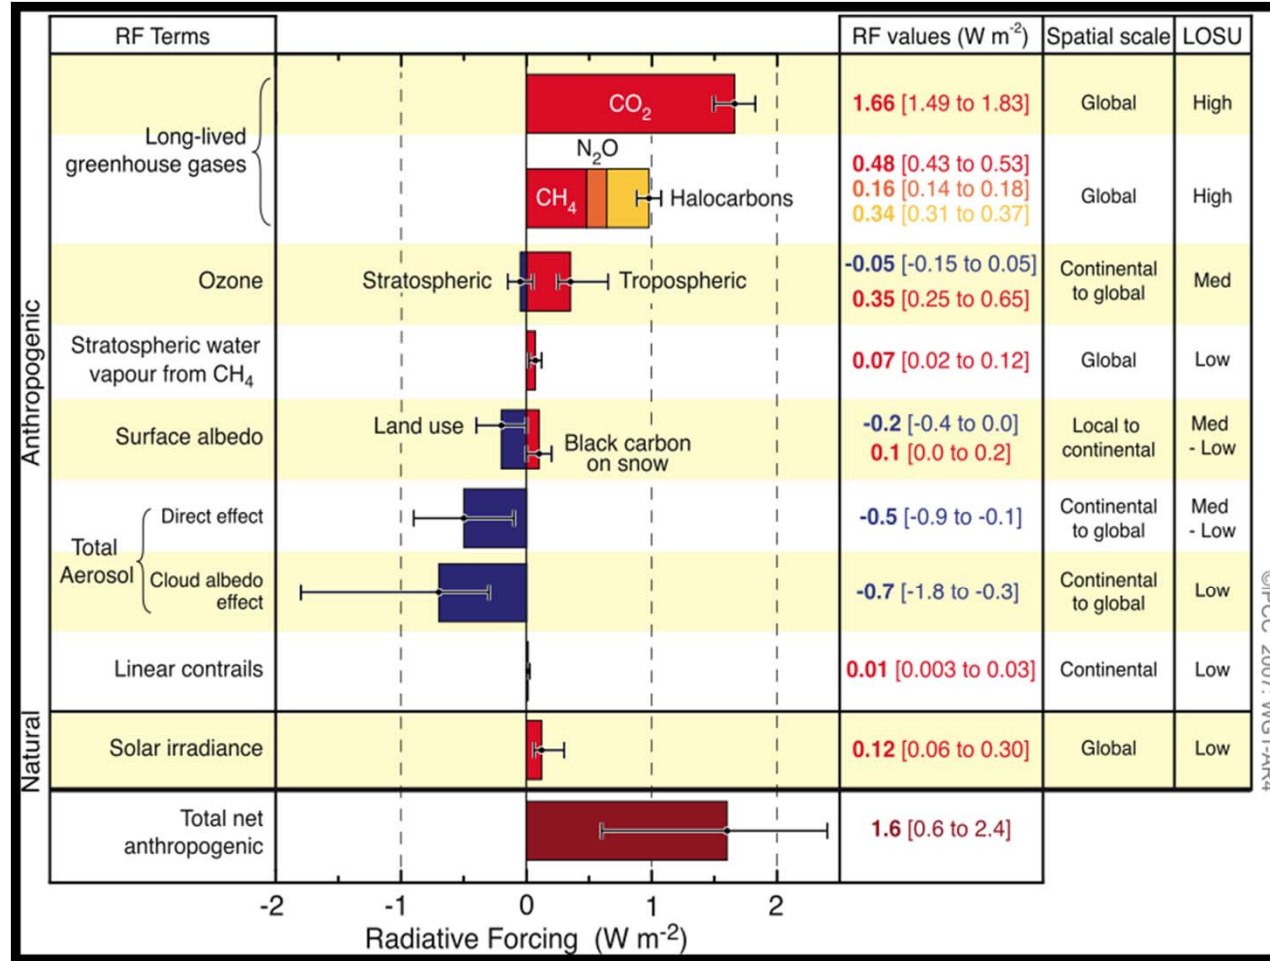 RF Terms
RF values (W m-2)
Spatial scale
LOSU
Anthropogenic
Long-lived
greenhouse gases
CO2
1.66 [1.49 to 1.83]
Global
High
N2O
CH4
Halocarbons
0.48 [0.43 to 0.53]
0.16 [0.14 to 0.18]
0.34 [0.31 to 0.37]
Global
High
Ozone
Stratospheric
Tropospheric
-0.05 [-0.15 to 0.05]
0.35 [0.25 to 0.65]
Continental
to global
Med
Stratospheric water
vapour from CH4
0.07 [0.02 to 0.12]
Global
Low
Surface albedo
Land use
Black carbon
on snow
-0.2 [-0.4 to 0.0]
0.1 [0.0 to 0.2]
Local to
continental
Med
- Low
Total
Aerosol
Direct effect
-0.5 [-0.9 to -0.1]
Continental
to global
Med
- Low
Cloud albedo
effect
-0.7 [-1.8 to -0.3]
Continental
to global
Low
Linear contrails
0.01 [0.003 to 0.03]
Continental
Low
Natural
Solar irradiance
0.12 [0.06 to 0.30]
Global
Low
Total net
anthropogenic
1.6 [0.6 to 2.4]
-2 -1 0 1 2
Radiative Forcing (W m-2)
©IPCC 2007: WG1-AR4